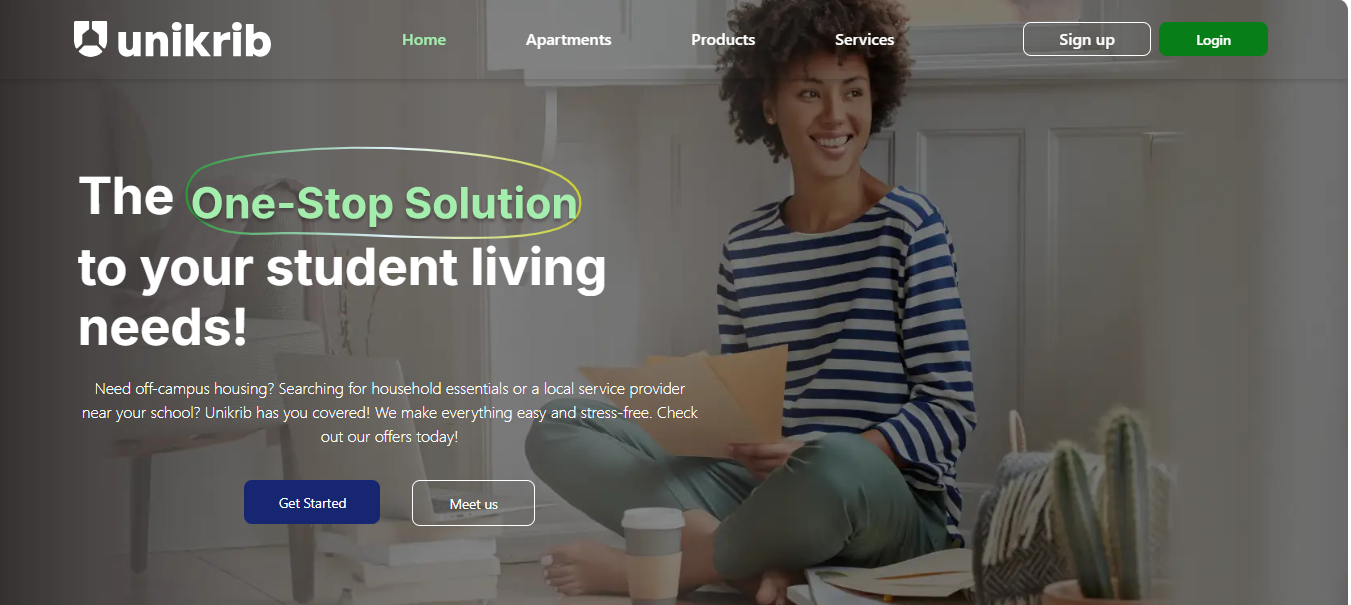 unikrib
Home
Apartments
Products
Services
Sign up
Login
The One-Stop Solution
to your student living
needs!
Need off-campus housing? Searching for household essentials or a local service provider
near your school? Unikrib has you covered! We make everything easy and stress-free. Check
out our offers today!
Get Started
Meet us